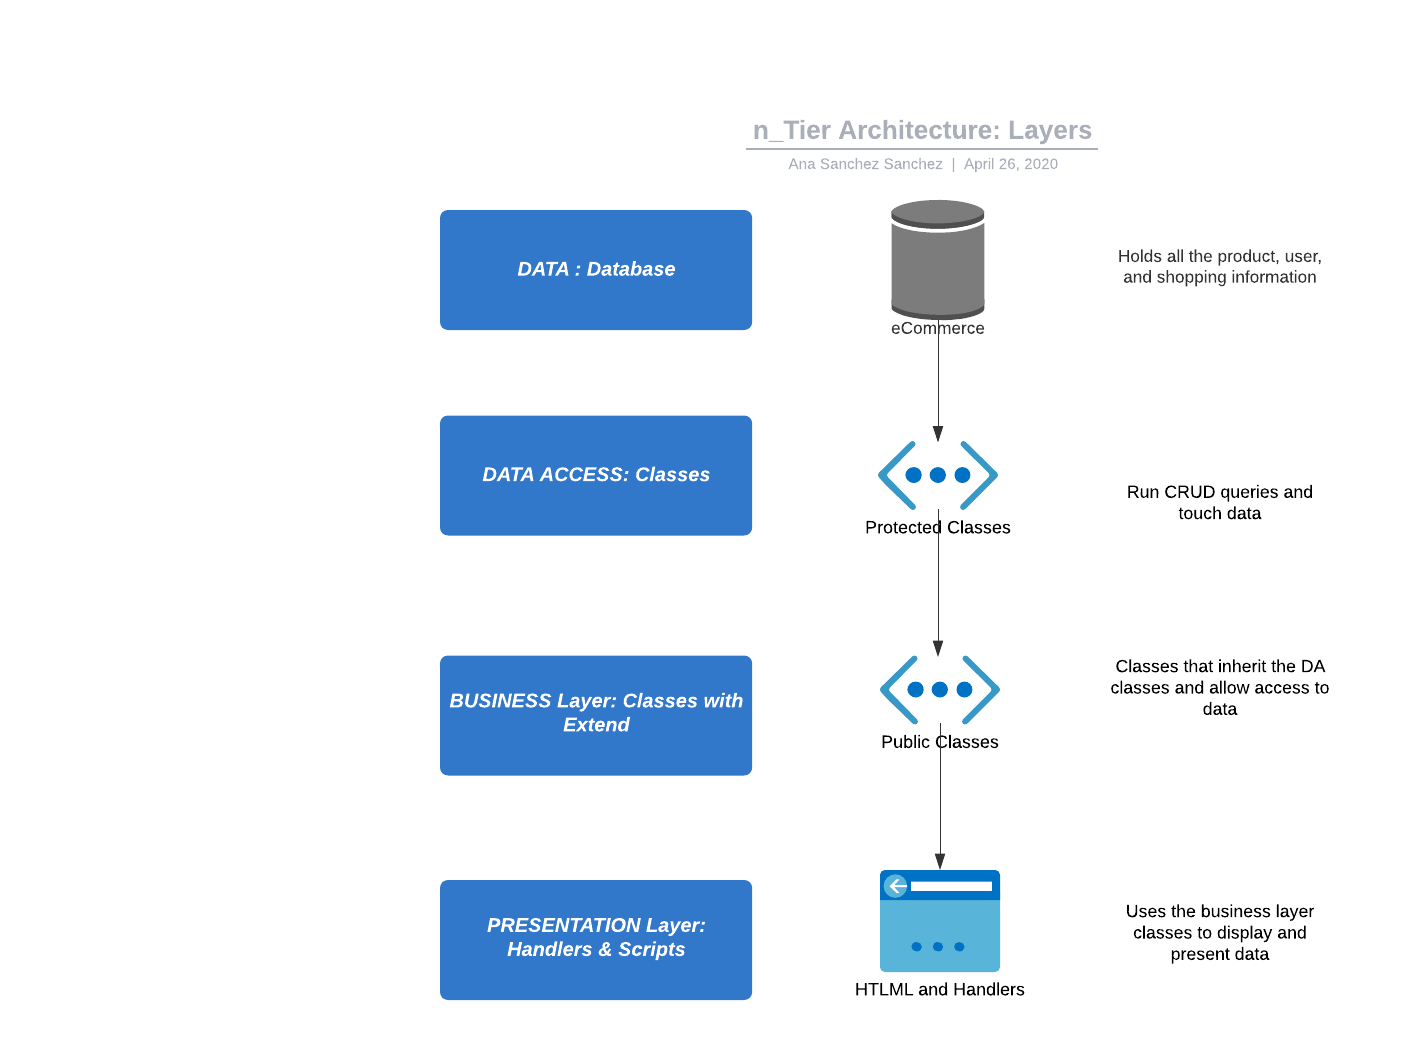 n_Tier Architecture: Layers
Ana Sanchez Sanchez | April 26, 2020
DATA : Database
eCommerce
Holds all the product, user,
and shopping information
DATA ACCESS: Classes
Protected Classes
Run CRUD queries and
touch data
BUSINESS Layer: Classes with
Extend
Public Classes
Classes that inherit the DA
classes and allow access to
data
PRESENTATION Layer:
Handlers & Scripts
HTLML and Handlers
Uses the business layer
classes to display and
present data